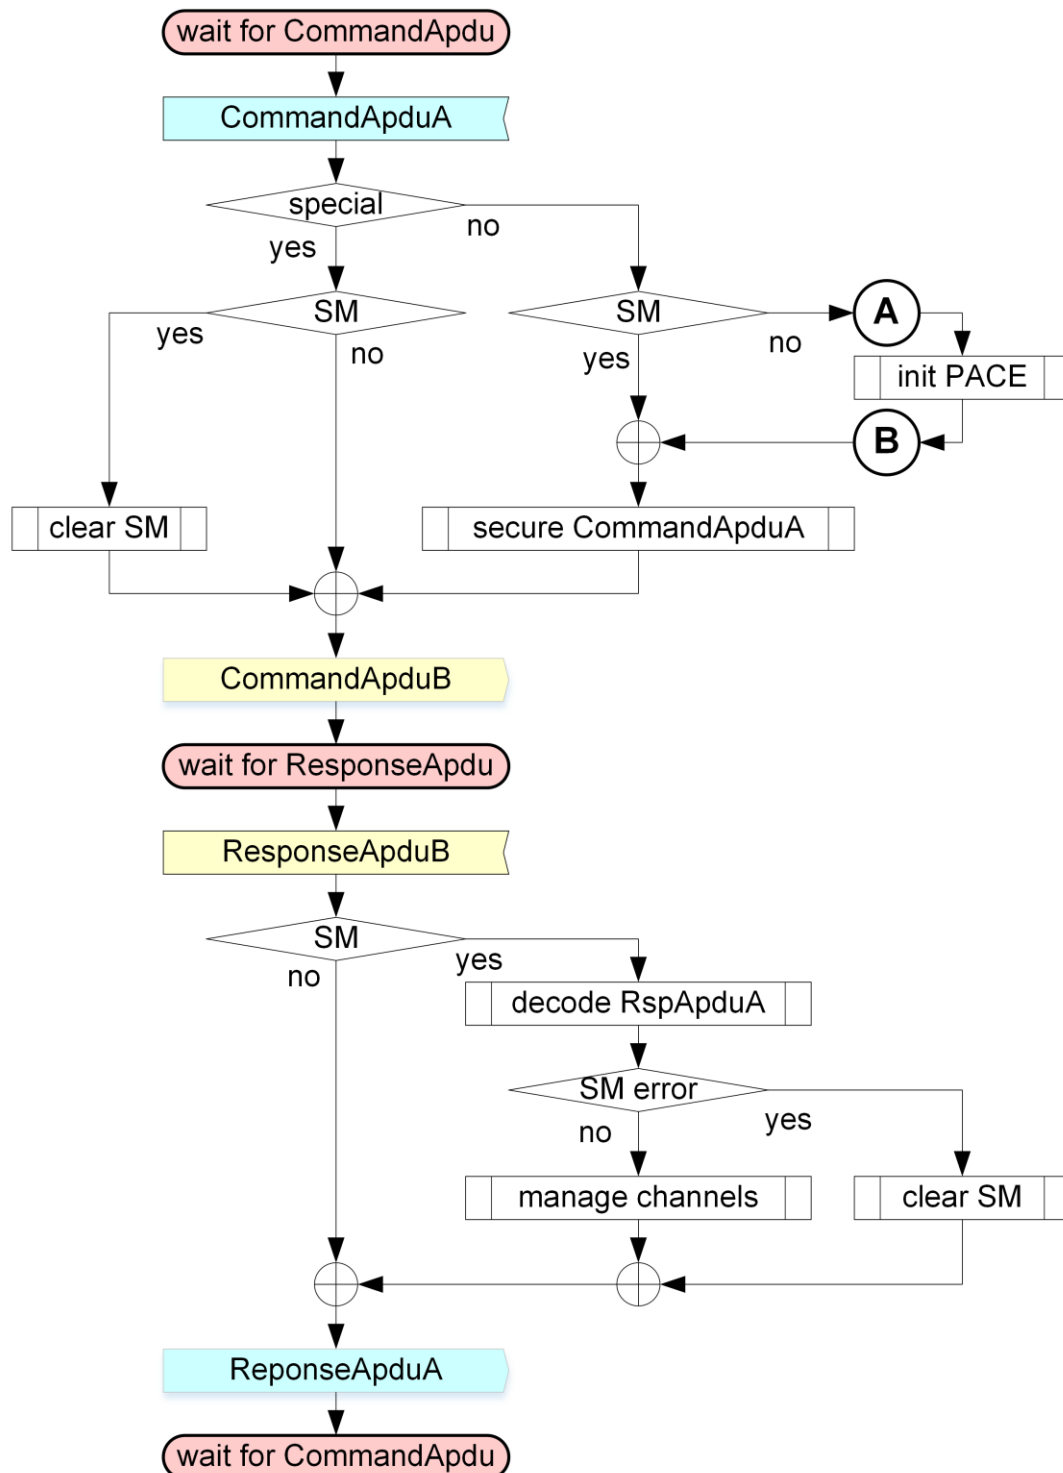 wait for CommandApdu
CommandApduA
special
no
yes
SM
SM
A
yes
no
yes
no
init PACE
B
clear SM
secure CommandApduA
CommandApduB
wait for ResponseApdu
ResponseApduB
SM
no
yes
decode RspApduA
SM error
no
yes
manage channels
clear SM
ReponseApduA
wait for CommandApdu